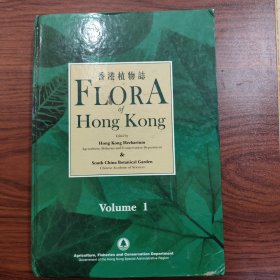 香港植物誌
FLORA
of
Hong Kong
Edited by
Hong Kong Herbarium
Agriculture, Fisheries and Conservation Department
&
South China Botanical Garden
Chinese Academy of Sciences
Volume 1
Agriculture, Fisheries and Conservation Department
Government of the Hong Kong Special Administrative Region